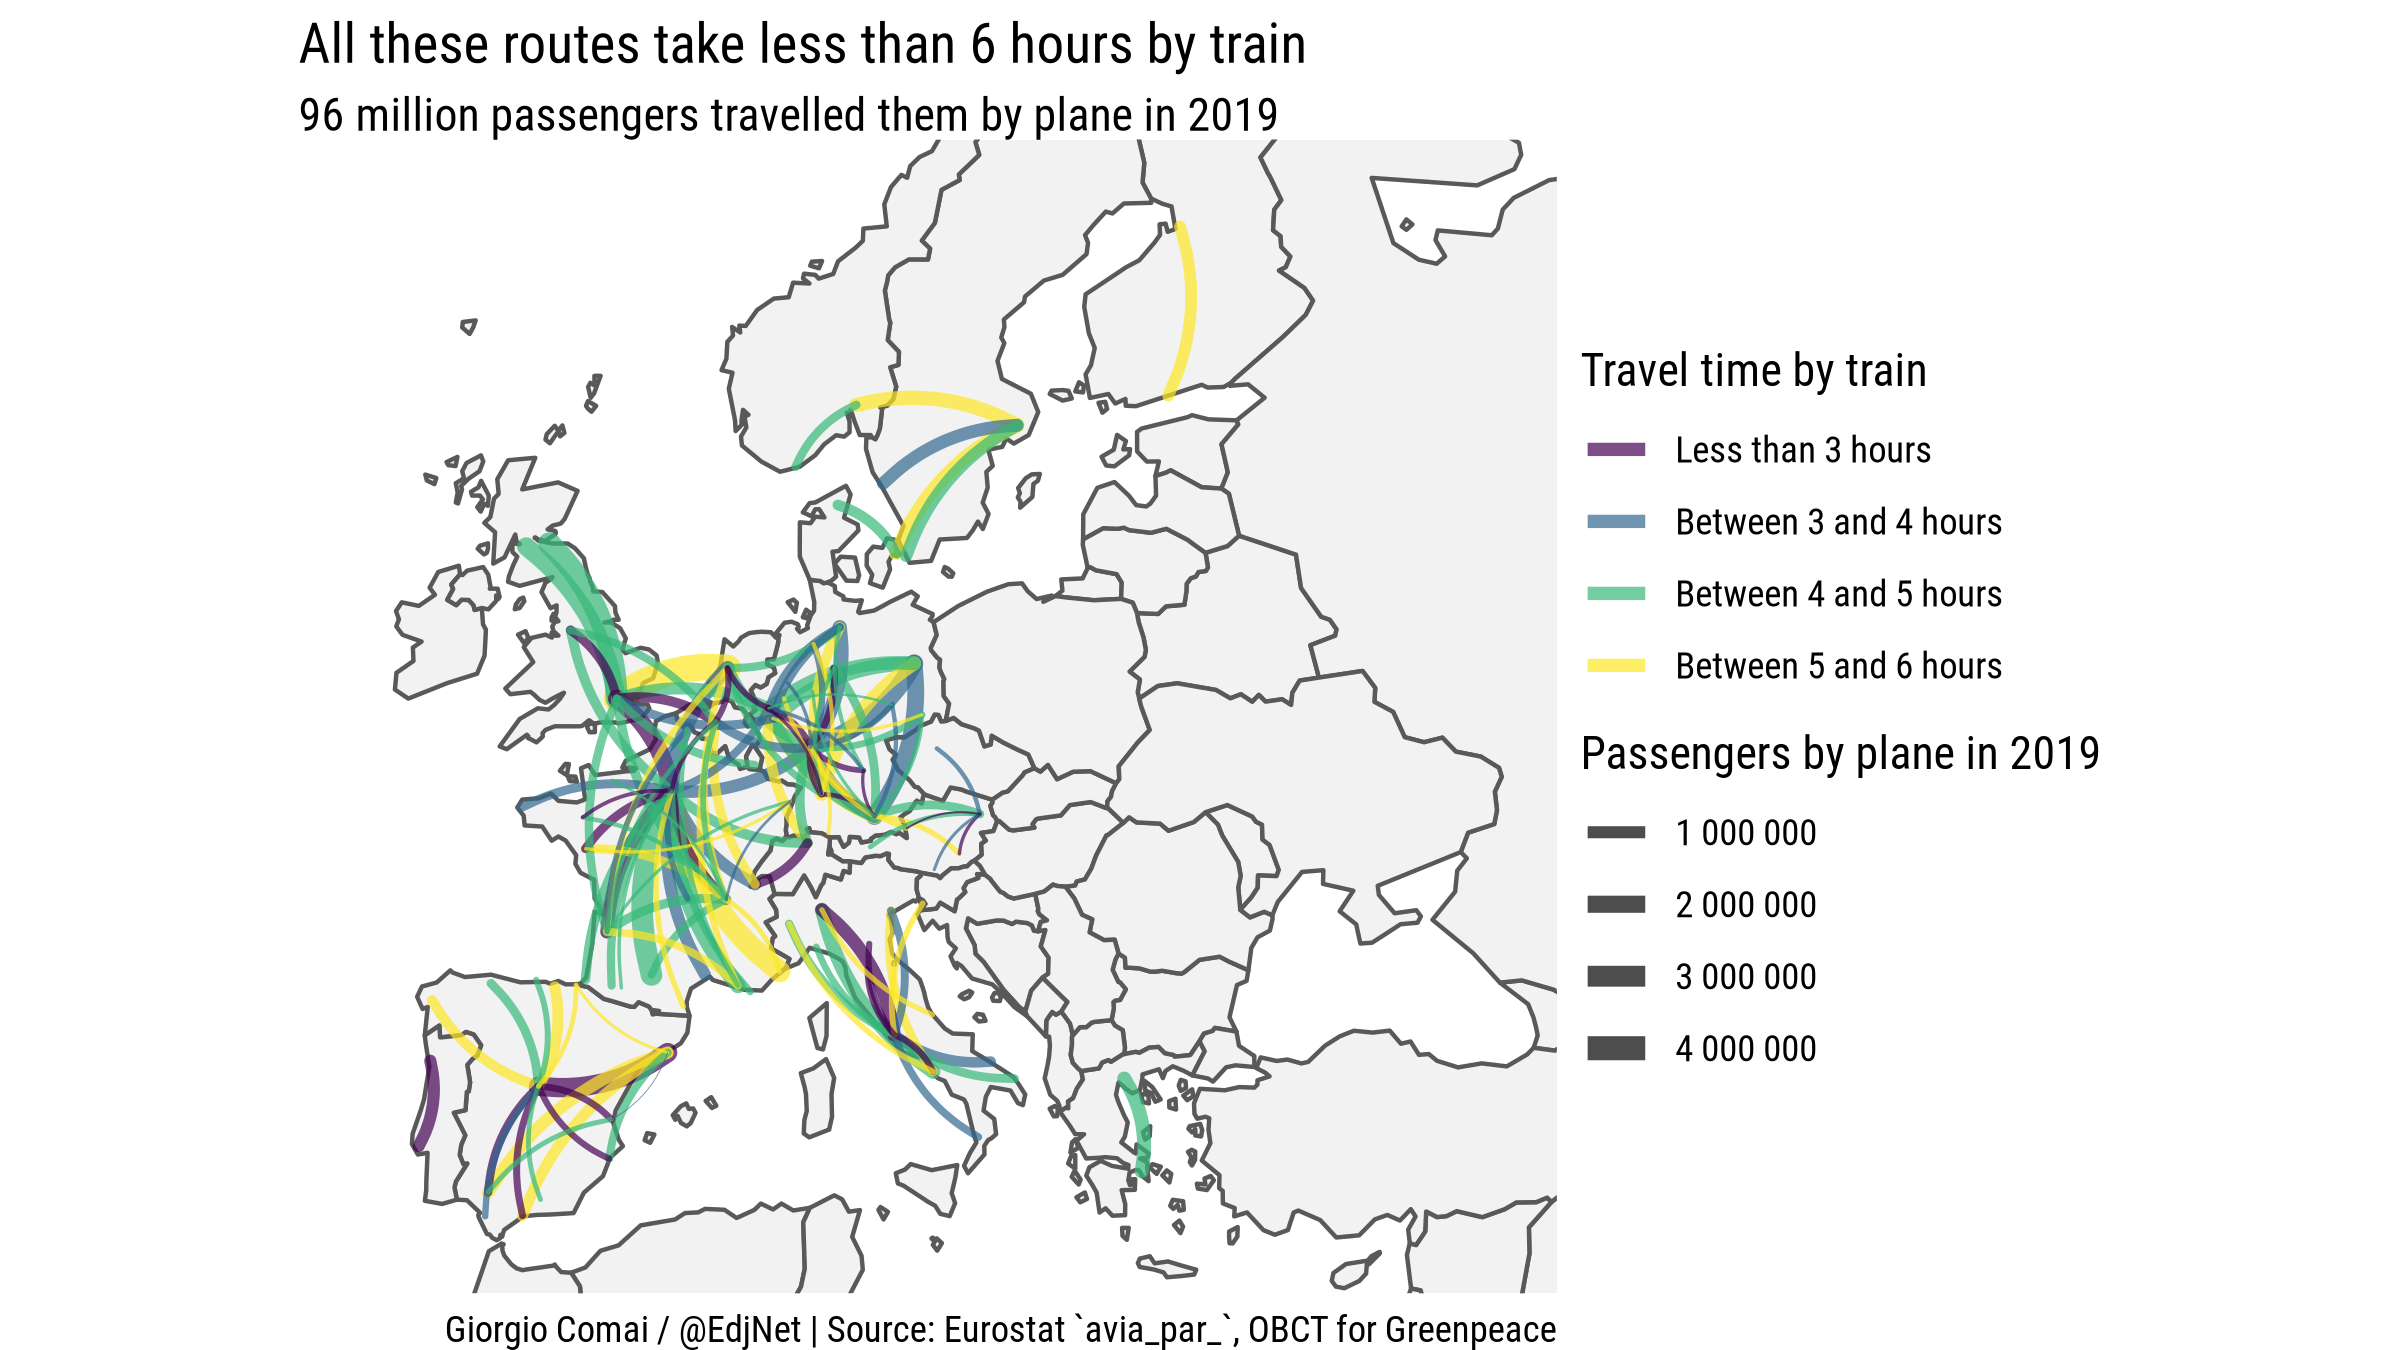 All these routes take less than 6 hours by train
96 million passengers travelled them by plane in 2019
Travel time by train
Less than 3 hours
Between 3 and 4 hours
Between 4 and 5 hours
Between 5 and 6 hours
Passengers by plane in 2019
1 000 000
2 000 000
3 000 000
4 000 000
Giorgio Comai / @EdjNet | Source: Eurostat `avia_par_`, OBCT for Greenpeace